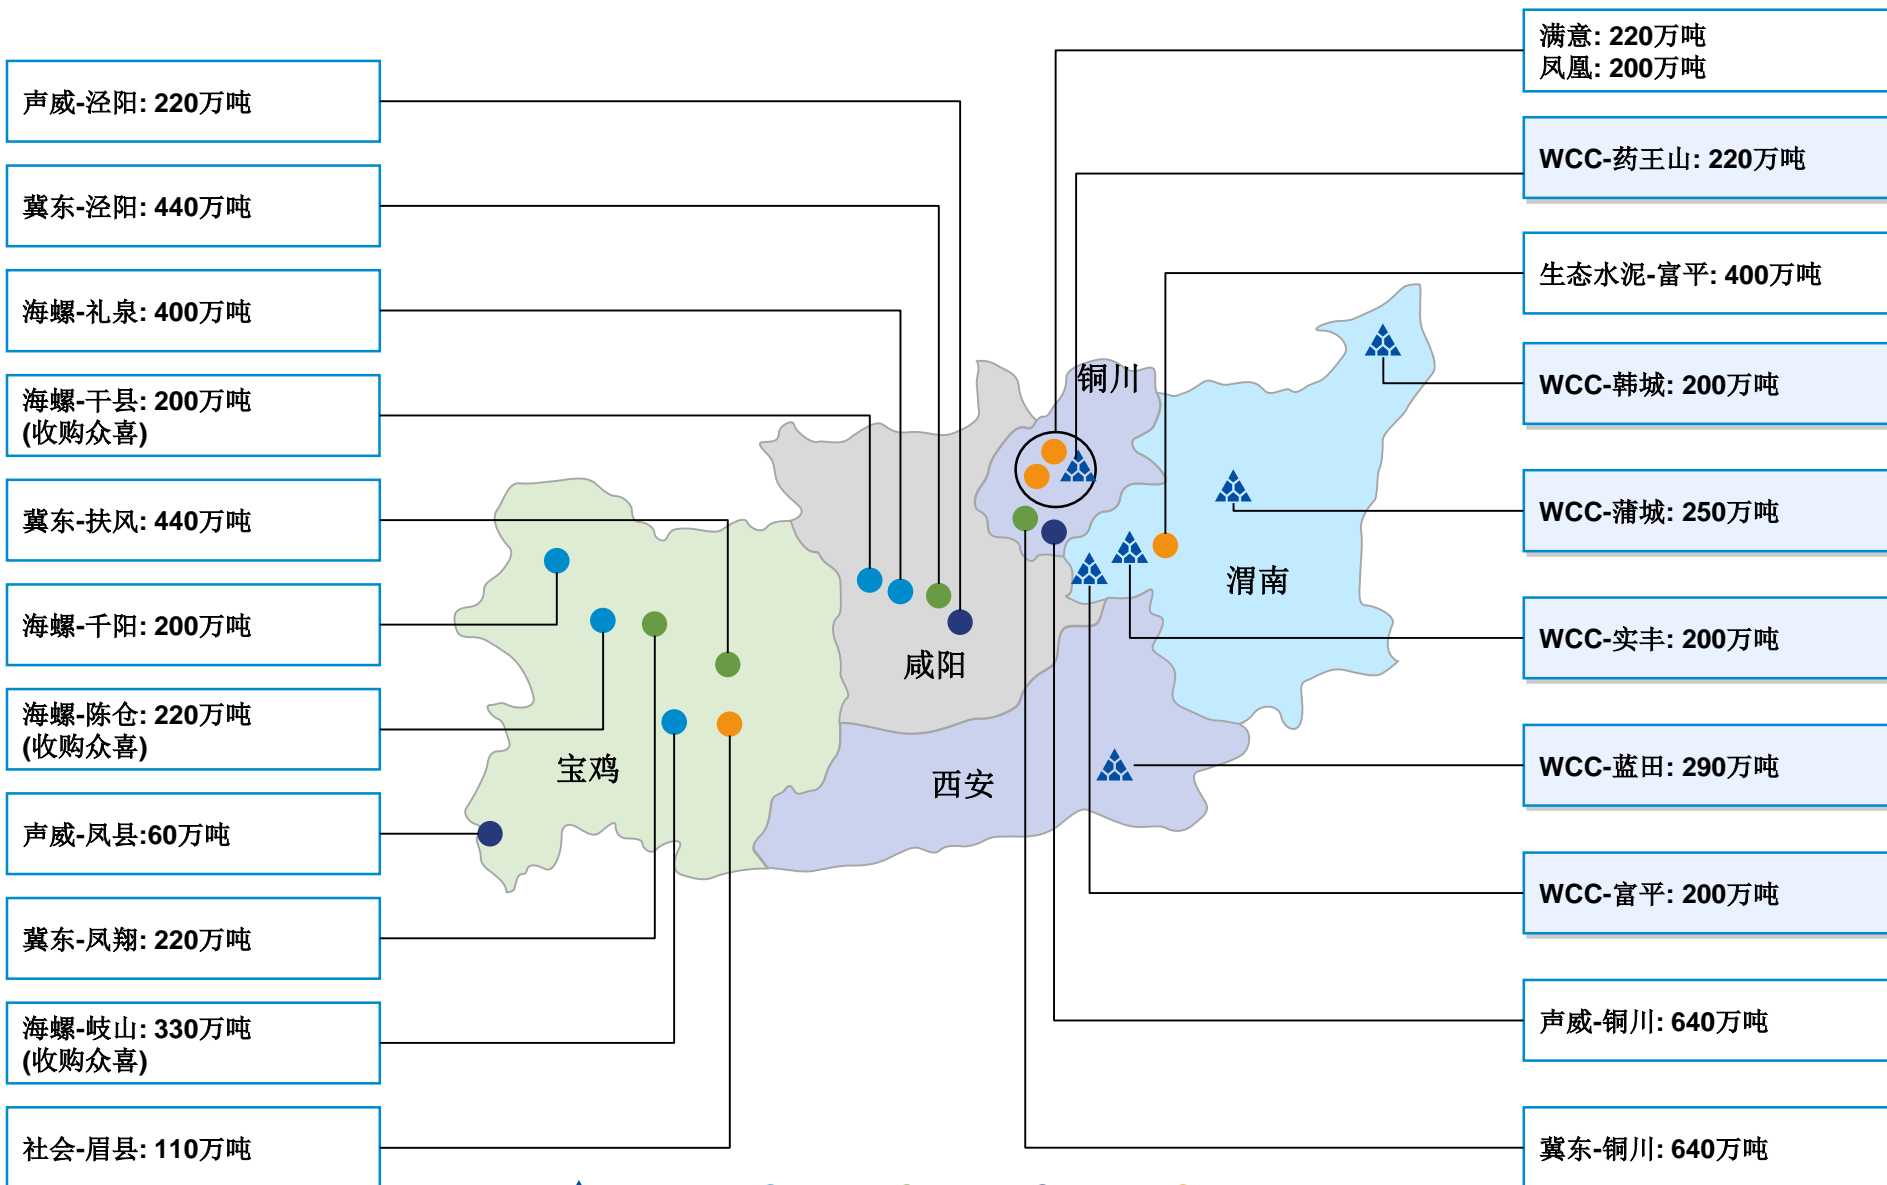 声威-泾阳: 220万吨
冀东-泾阳: 440万吨
海螺-礼泉: 400万吨
海螺-干县: 200万吨
(收购众喜)
冀东-扶风: 440万吨
海螺-千阳: 200万吨
海螺-陈仓: 220万吨
(收购众喜)
声威-凤县:60万吨
冀东-凤翔: 220万吨
海螺-岐山: 330万吨
(收购众喜)
社会-眉县: 110万吨
铜川
渭南
咸阳
宝鸡
西安
满意: 220万吨
凤凰: 200万吨
WCC-药王山: 220万吨
生态水泥-富平: 400万吨
WCC-韩城: 200万吨
WCC-蒲城: 250万吨
WCC-实丰: 200万吨
WCC-蓝田: 290万吨
WCC-富平: 200万吨
声威-铜川: 640万吨
冀东-铜川: 640万吨